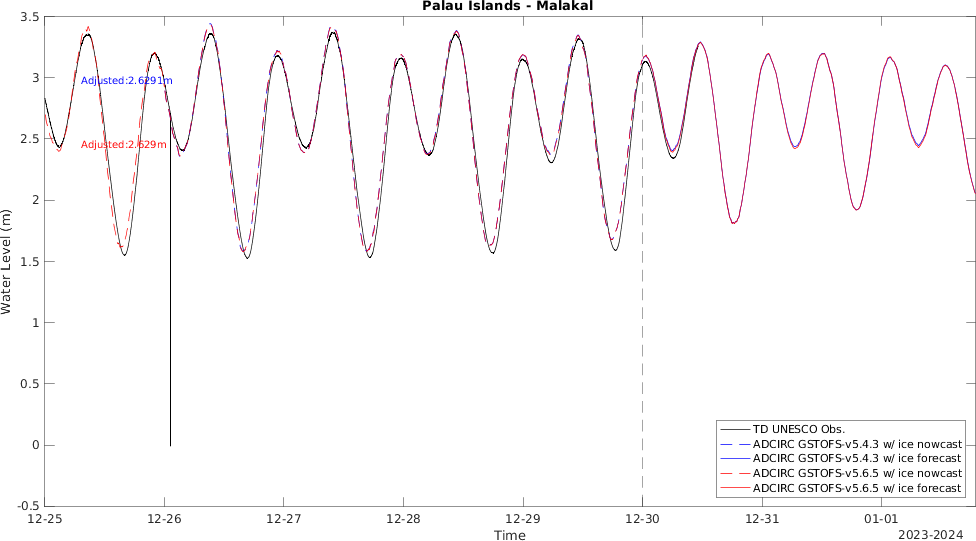 Palau Islands - Malakal
3.5
3
2.5
2
1.5
1
0.5
0
-0.5
Water Level (m)
Adjusted:2.6291m
Adjusted:2.629m
TD UNESCO Obs.
ADCIRC GSTOFS-v5.4.3 w/ ice nowcast
ADCIRC GSTOFS-v5.4.3 w/ ice forecast
ADCIRC GSTOFS-v5.6.5 w/ ice nowcast
ADCIRC GSTOFS-v5.6.5 w/ ice forecast
12-25 12-26 12-27 12-28 12-29 12-30 12-31 01-01
Time
2023-2024